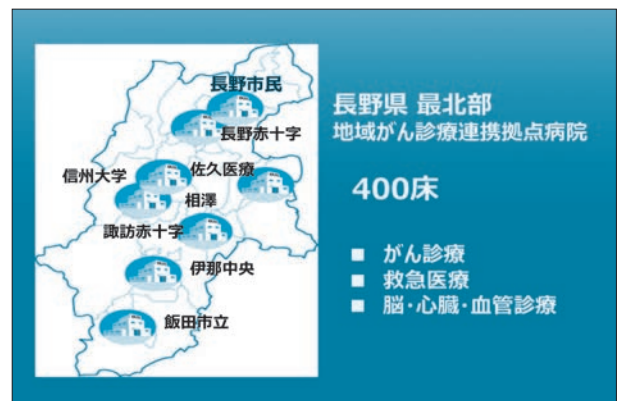 長野市民
長野赤十字
佐久医療
信州大学
相澤
諏訪赤十字
伊那中央
飯田市立
長野県 最北部
地域がん診療連携拠点病院
400床
■ がん診療
■ 救急医療
■ 脳・心臓・血管診療